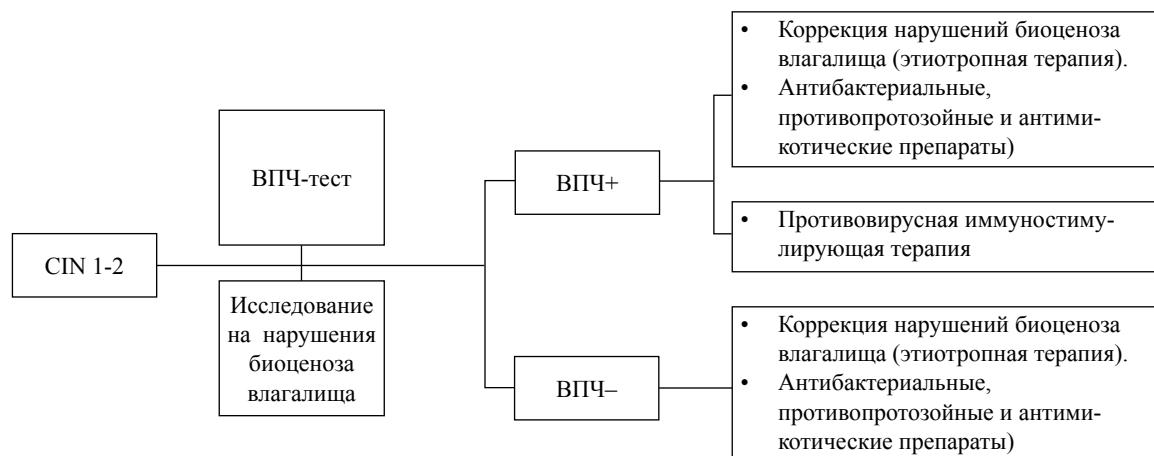 CIN 1-2
ВПЧ-тест
Исследование
на нарушения
биоценоза
влагалища
ВПЧ+
• Коррекция нарушений биоценоза
влагалища (этиотропная терапия).
• Антибактериальные,
противопротозойные и антими-
котические препараты)
• Противовирусная иммуностиму-
лирующая терапия
ВПЧ–
• Коррекция нарушений биоценоза
влагалища (этиотропная терапия).
• Антибактериальные,
противопротозойные и антими-
котические препараты)